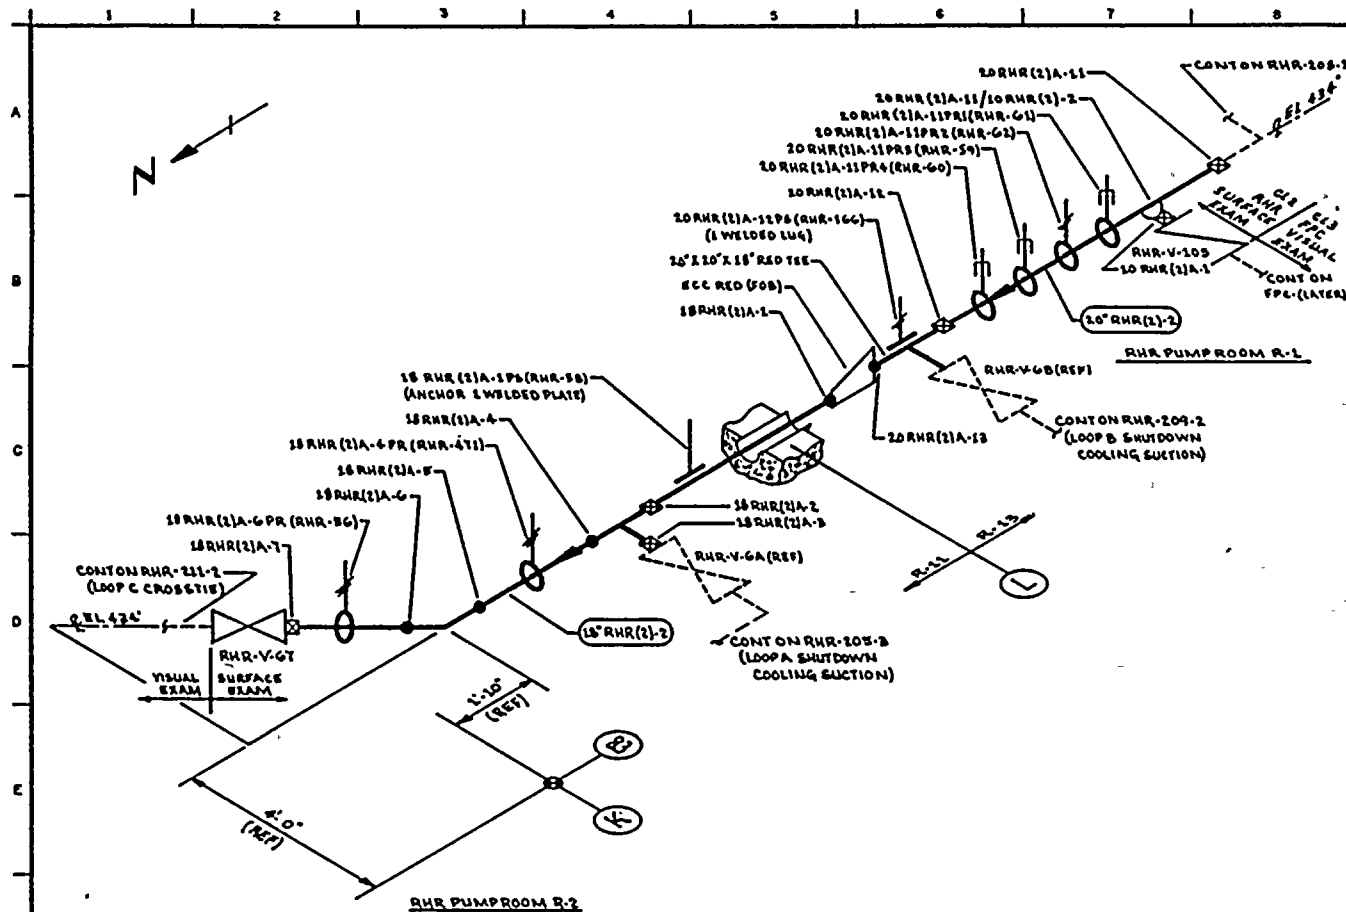 1 2 3 4 5 6 7 8
A
B
C
D
E
N
20RHR(2)A-11
CONT ON RHR-208-2
20RHR(2)A-11/10RHR(2)-2
20RHR(2)A-11PR1(RHR-61)
20RHR(2)A-11PR2(RHR-62)
20RHR(2)A-11PR3(RHR-59)
20RHR(2)A-11PR4(RHR-60)
20RHR(2)A-12
20RHR(2)A-12PS(RHR-166)
(1 WELDED LUG)
20"X20"X18" RED TEE
ECC RED (FOB)
18RHR(2)A-1
CL2
RHR
SURFACE
EXAM
CL3
FPC
VISUAL
EXAM
RHR-V-105
20RHR(2)A-1
CONT ON
FPC-(LATER)
20" RHR(2)-2
RHR PUMP ROOM R-1
RHR-V-6B(REF)
CONT ON RHR-209-2
(LOOP B SHUTDOWN
COOLING SUCTION)
20RHR(2)A-13
18RHR(2)A-1PS(RHR-58)
(ANCHOR 1 WELDED PLATE)
18RHR(2)A-4
18RHR(2)A-4PR(RHR-471)
18RHR(2)A-5
18RHR(2)A-6
18RHR(2)A-6PR(RHR-56)
18RHR(2)A-7
18RHR(2)A-2
18RHR(2)A-3
RHR-V-6A(REF)
R-13
R-11
L
CONT ON RHR-211-2
(LOOP C CROSSTIE)
RHR-V-67
VISUAL
EXAM
SURFACE
EXAM
18" RHR(2)-2
CONT ON RHR-205-3
(LOOP A SHUTDOWN
COOLING SUCTION)
(REF)
K
4'-0"
(REF)
RHR PUMP ROOM R-2